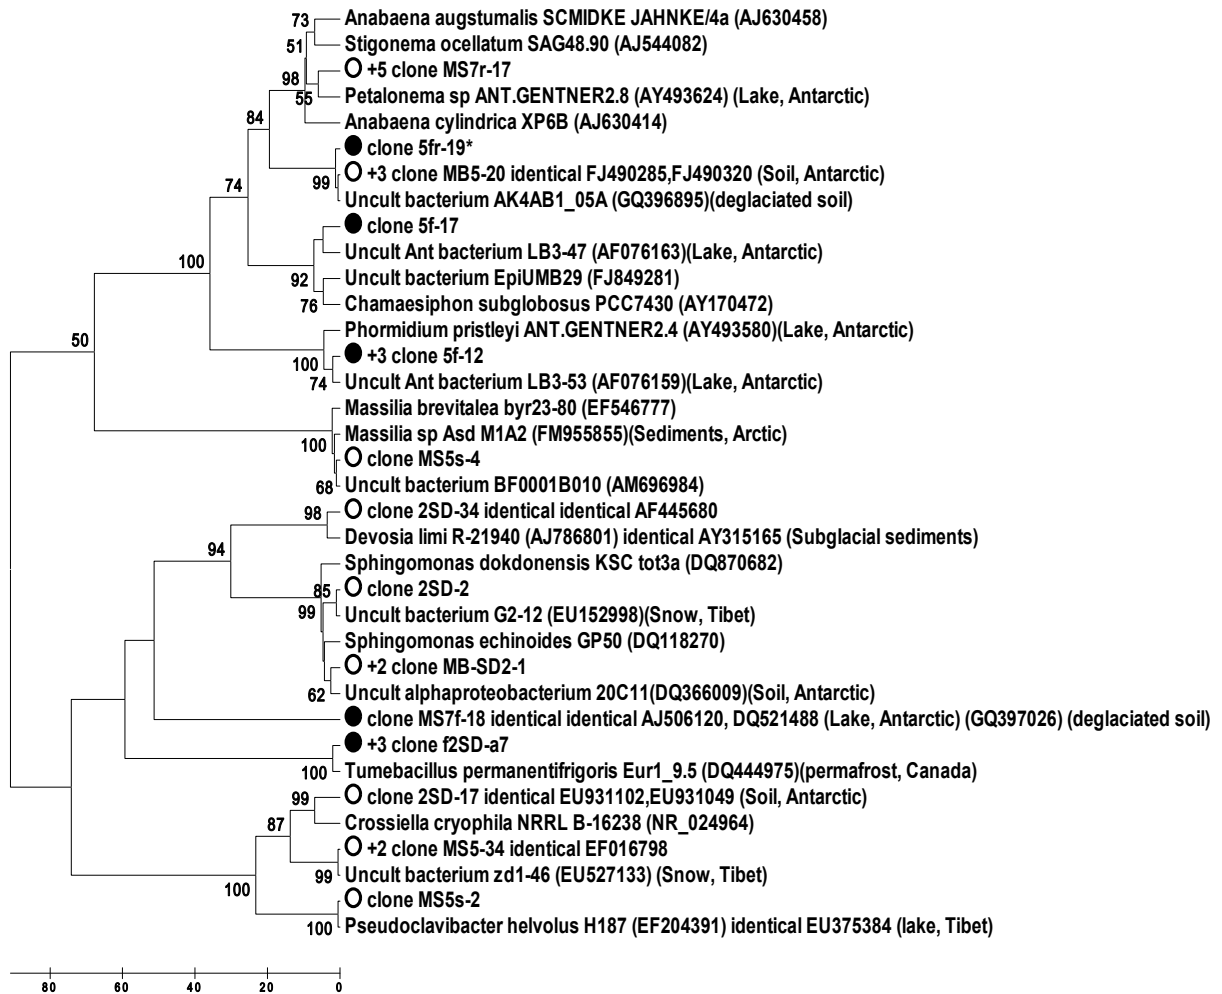 73 Anabaena augstumalis SCMIDKE JAHNKE/4a (AJ630458)
51 Stigonema ocellatum SAG48.90 (AJ544082)
+5 clone MS7r-17
98
55 Petalonema sp ANT.GENTNER2.8 (AY493624) (Lake, Antarctic)
84 Anabaena cylindrica XP6B (AJ630414)
clone 5fr-19*
+3 clone MB5-20 identical FJ490285,FJ490320 (Soil, Antarctic)
74 99
Uncult bacterium AK4AB1_05A (GQ396895)(deglaciated soil)
clone 5f-17
Uncult Ant bacterium LB3-47 (AF076163)(Lake, Antarctic)
100
92 Uncult bacterium EpiUMB29 (FJ849281)
76 Chamaesiphon subglobosus PCC7430 (AY170472)
Phormidium pristleyi ANT.GENTNER2.4 (AY493580)(Lake, Antarctic)
50 +3 clone 5f-12
100
74 Uncult Ant bacterium LB3-53 (AF076159)(Lake, Antarctic)
Massilia brevitalea byr23-80 (EF546777)
Massilia sp Asd M1A2 (FM955855)(Sediments, Arctic)
100
clone MS5s-4
68 Uncult bacterium BF0001B010 (AM696984)
98 clone 2SD-34 identical identical AF445680
Devosia limi R-21940 (AJ786801) identical AY315165 (Subglacial sediments)
94
Sphingomonas dokdonensis KSC tot3a (DQ870682)
85 clone 2SD-2
99 Uncult bacterium G2-12 (EU152998)(Snow, Tibet)
Sphingomonas echinoides GP50 (DQ118270)
+2 clone MB-SD2-1
62 Uncult alphaproteobacterium 20C11(DQ366009)(Soil, Antarctic)
clone MS7f-18 identical identical AJ506120, DQ521488 (Lake, Antarctic) (GQ397026) (deglaciated soil)
+3 clone f2SD-a7
100 Tumebacillus permanentifrigoris Eur1_9.5 (DQ444975)(permafrost, Canada)
99 clone 2SD-17 identical EU931102,EU931049 (Soil, Antarctic)
87 Crossiella cryophila NRRL B-16238 (NR_024964)
+2 clone MS5-34 identical EF016798
99 Uncult bacterium zd1-46 (EU527133) (Snow, Tibet)
100
clone MS5s-2
100 Pseudoclavibacter helvolus H187 (EF204391) identical EU375384 (lake, Tibet)
80 60 40 20 0